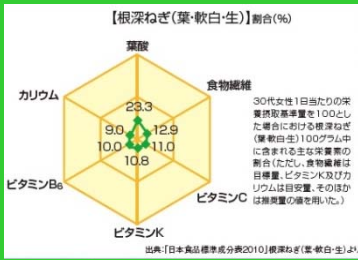 【根深ねぎ(葉・軟白・生)】割合(%)
葉酸
カリウム
食物繊維
23.3
9.0
12.9
10.0
11.0
10.8
ビタミンB₆
ビタミンC
ビタミンK
30代女性1日当たりの栄
養摂取基準量を100とし
た場合における根深ねぎ
(葉・軟白・生)100グラム中
に含まれる主な栄養素の
割合(ただし、食物繊維は
目標量、ビタミンK及びカ
リウムは目安量、そのほか
は推奨量の値を用いた。)
出典:「日本食品標準成分表2010」根深ねぎ(葉・軟白・生)より